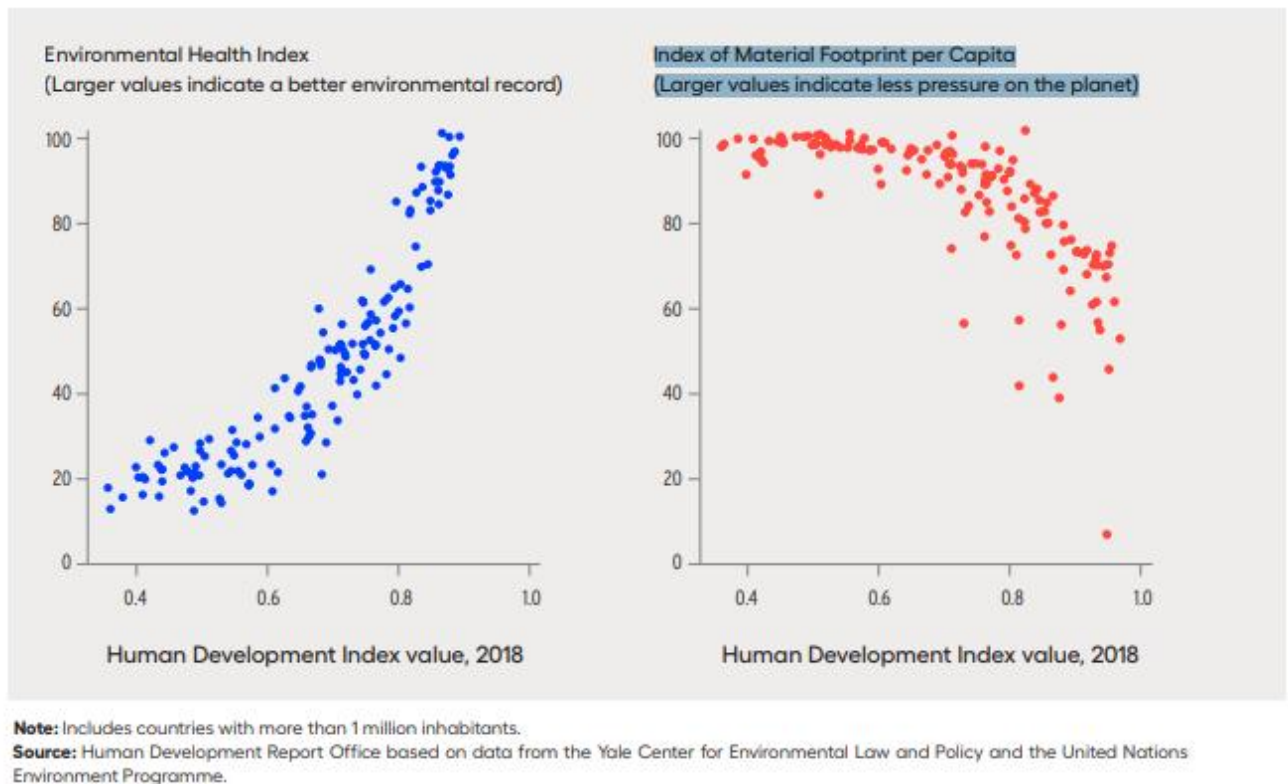 Environmental Health Index
(Larger values indicate a better environmental record)
100
80
60
40
20
0
0.4 0.6 0.8 1.0
Human Development Index value, 2018
Index of Material Footprint per Capita
(Larger values indicate less pressure on the planet)
100
80
60
40
20
0
0.4 0.6 0.8 1.0
Human Development Index value, 2018
Note: Includes countries with more than 1 million inhabitants.
Source: Human Development Report Office based on data from the Yale Center for Environmental Law and Policy and the United Nations
Environment Programme.